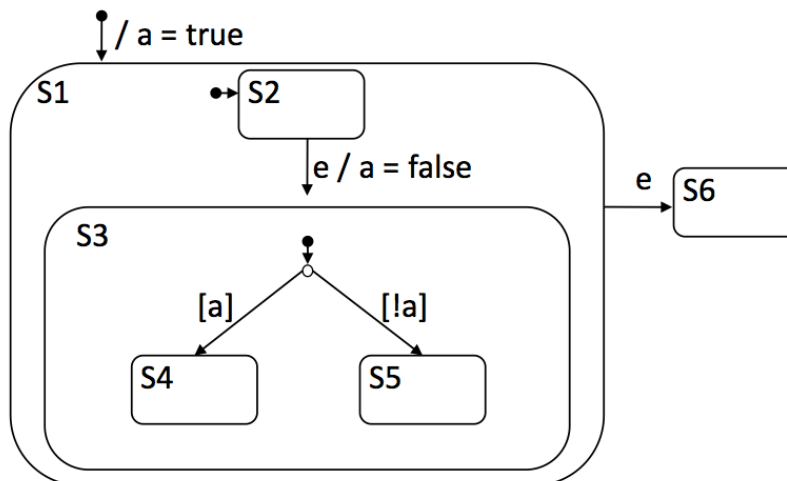 / a = true
S1
S2
e / a = false
e
S6
S3
[a]
[!a]
S4
S5